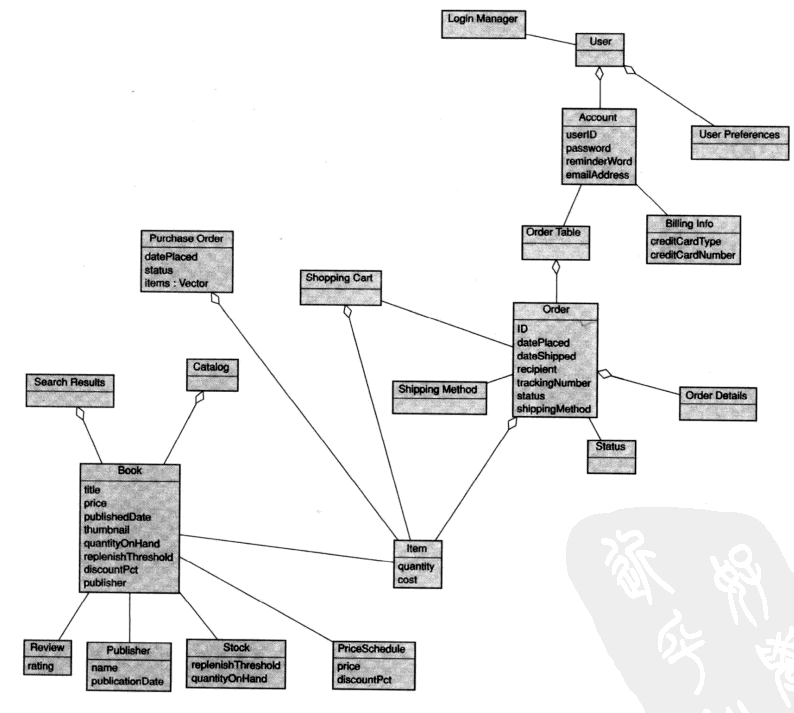 Login Manager
User
Account
userID
password
reminderWord
emailAddress
User Preferences
Order Table
Billing Info
creditCardType
creditCardNumber
Purchase Order
datePlaced
status
items : Vector
Shopping Cart
Order
ID
datePlaced
dateShipped
recipient
trackingNumber
status
shippingMethod
Shipping Method
Order Details
Status
Search Results
Catalog
Book
title
price
publishedDate
thumbnail
quantityOnHand
replenishThreshold
discountPct
publisher
Item
quantity
cost
Review
rating
Publisher
name
publicationDate
Stock
replenishThreshold
quantityOnHand
PriceSchedule
price
discountPct